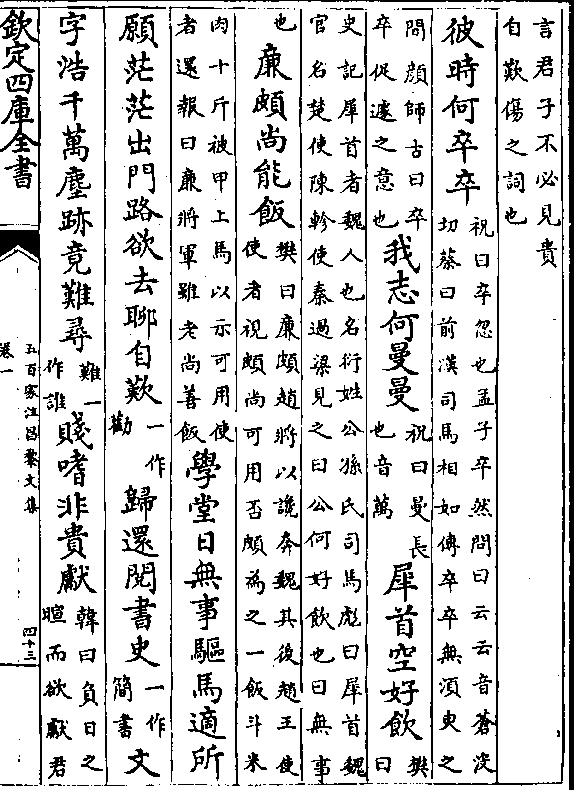 言君子不必見貴
自歎傷之詞也
彼時何卒卒祝曰卒忽也孟子卒然問曰云云音蒼没
切蔡曰前漢司馬相如傳卒卒無湏臾之
問顔師古曰卒
卒促遽之意也我志何曼曼祝曰曼長
也音萬犀首空好飲樊
曰
史記犀首者魏人也名衍姓公孫氏司馬彪曰犀首魏
官名楚使陳軫使秦過梁見之曰公何好飲也曰無事
也廉頗尚能飯樊曰廉頗趙將以讒奔魏其後趙王使
使者視頗尚可用否頗為之一飯斗米
肉十斤被甲上馬以示可用使
者還報曰廉將軍雖老尚善飯學堂日無事驅馬適所
願茫茫出門路欲去聊自歎一作
勸歸還閱書史一作
簡書文
字浩千萬塵跡竟難尋難一
作誰賤嗜非貴獻韓曰負日之
暄而欲獻君
欽定四庫全書
五百家注昌黎文集
卷一
四十三